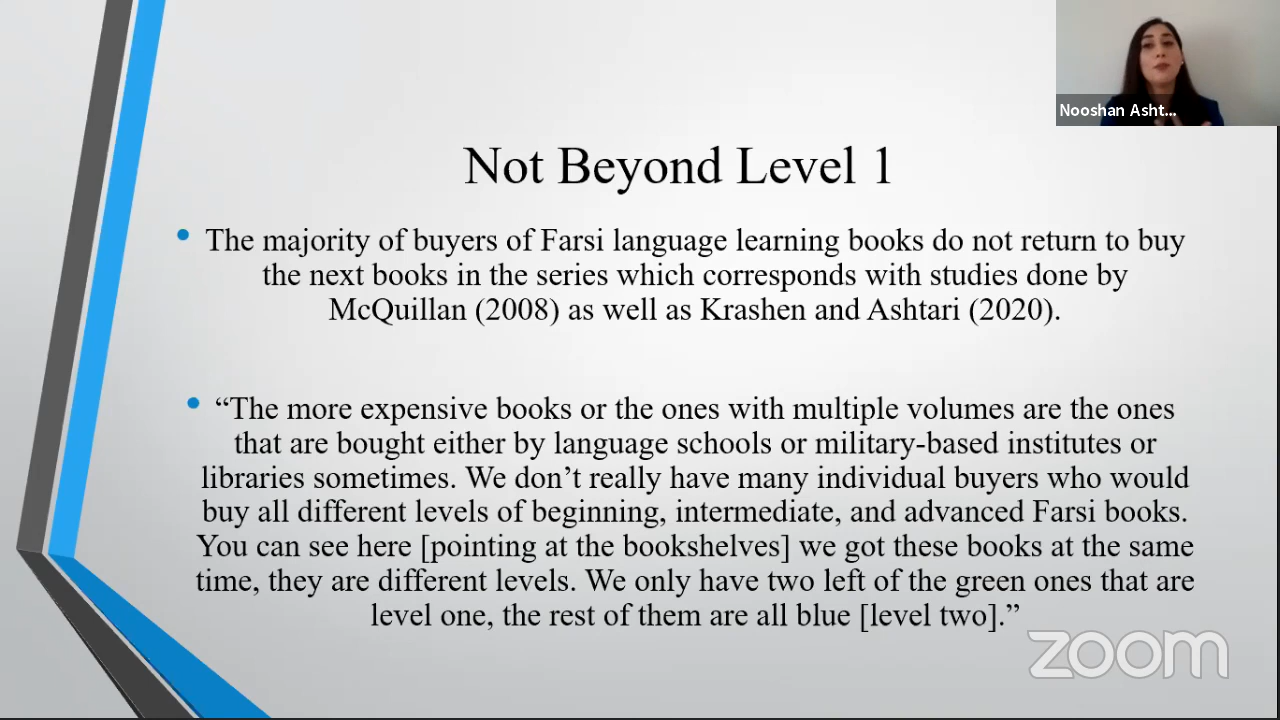 Nooshan Asht...
Not Beyond Level 1
• The majority of buyers of Farsi language learning books do not return to buy
the next books in the series which corresponds with studies done by
McQuillan (2008) as well as Krashen and Ashtari (2020).
• “The more expensive books or the ones with multiple volumes are the ones
that are bought either by language schools or military-based institutes or
libraries sometimes. We don’t really have many individual buyers who would
buy all different levels of beginning, intermediate, and advanced Farsi books.
You can see here [pointing at the bookshelves] we got these books at the same
time, they are different levels. We only have two left of the green ones that are
level one, the rest of them are all blue [level two].”
zoom